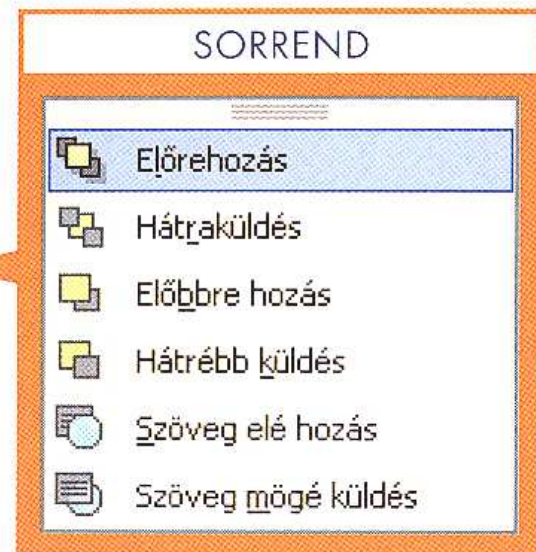 SORREND
Előrehozás
Hátraküldés
Előbbre hozás
Hátrébb küldés
Szöveg elé hozás
Szöveg mögé küldés